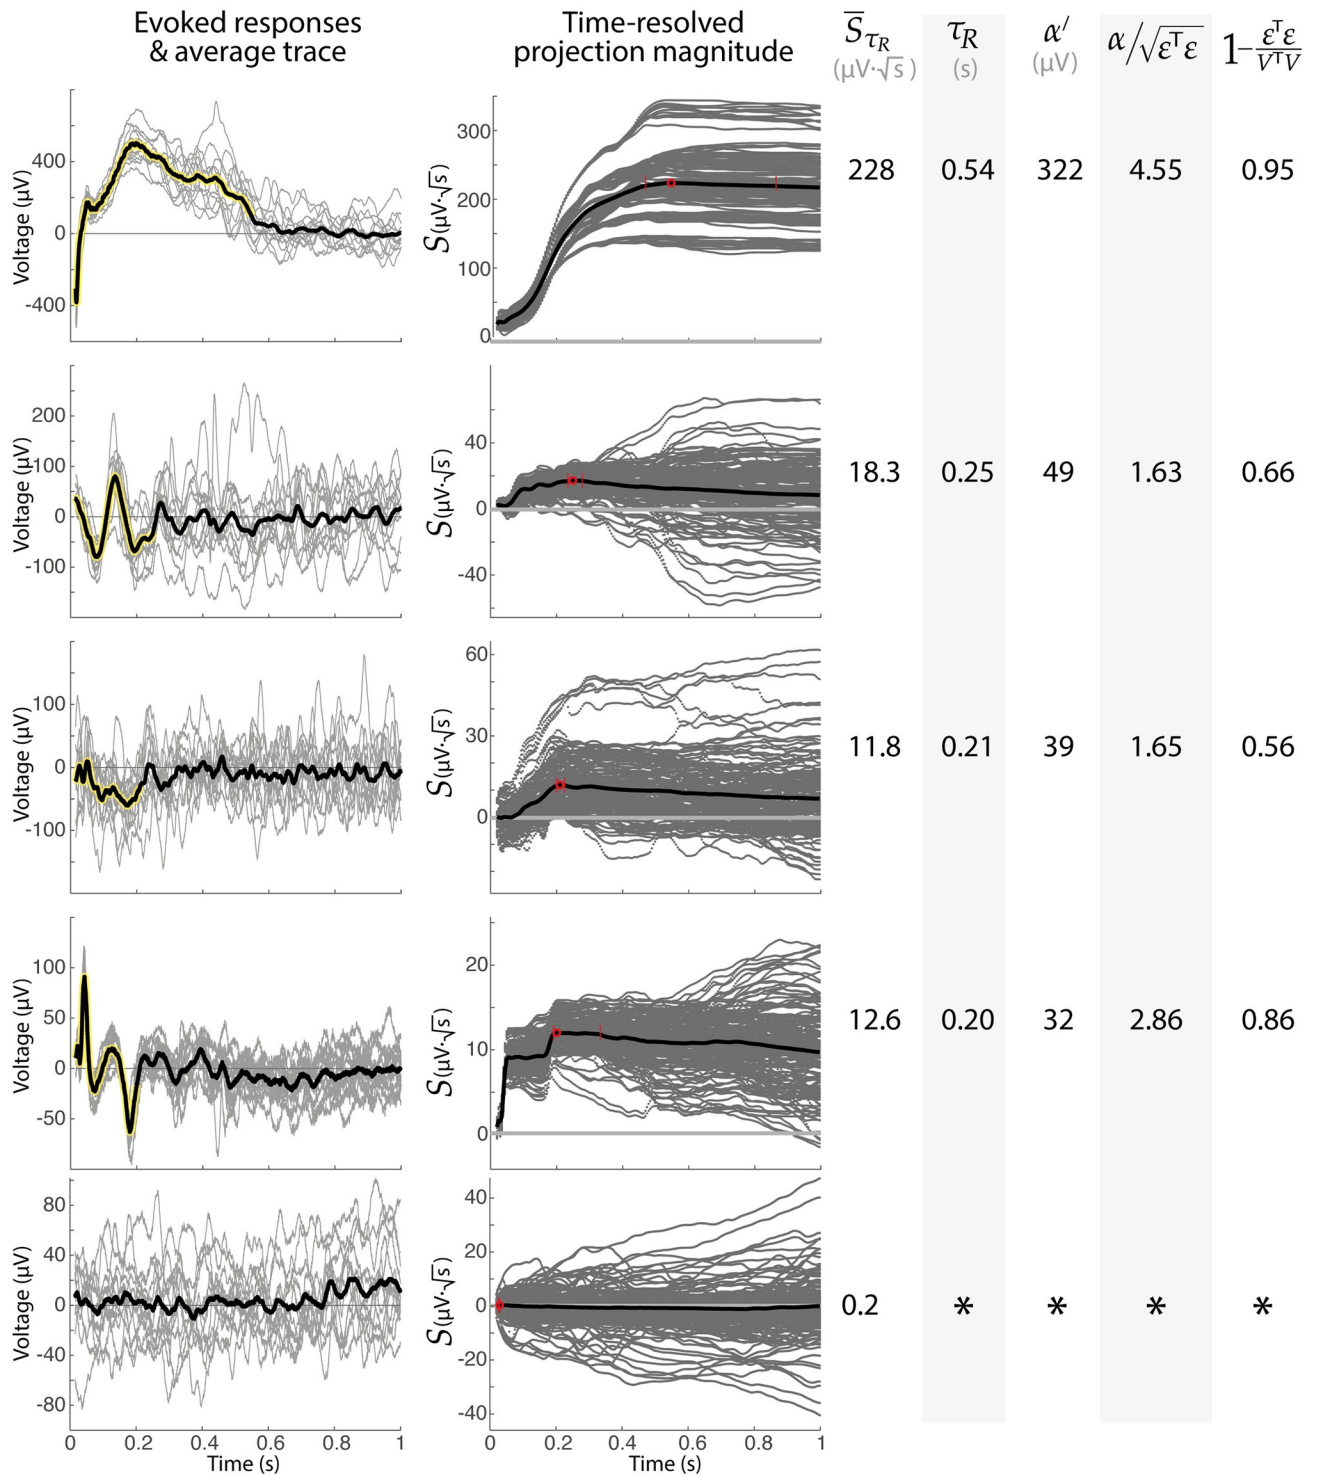 Evoked responses
& average trace
Time-resolved
projection magnitude
S̅τR
(μV·√s)
τR
(s)
α′
(μV)
α/√εᵀε
1−εᵀε/VᵀV
Voltage (μV)
400
0
-400
S(μV·√s)
300
200
100
0
228 0.54 322 4.55 0.95
Voltage (μV)
200
100
0
-100
S(μV·√s)
40
0
-40
18.3 0.25 49 1.63 0.66
Voltage (μV)
100
0
-100
S(μV·√s)
60
30
0
11.8 0.21 39 1.65 0.56
Voltage (μV)
100
50
0
-50
S(μV·√s)
20
10
0
12.6 0.20 32 2.86 0.86
Voltage (μV)
80
40
0
-40
-80
S(μV·√s)
40
20
0
-20
-40
0.2 * * * *
0 0.2 0.4 0.6 0.8 1
Time (s)
0 0.2 0.4 0.6 0.8 1
Time (s)